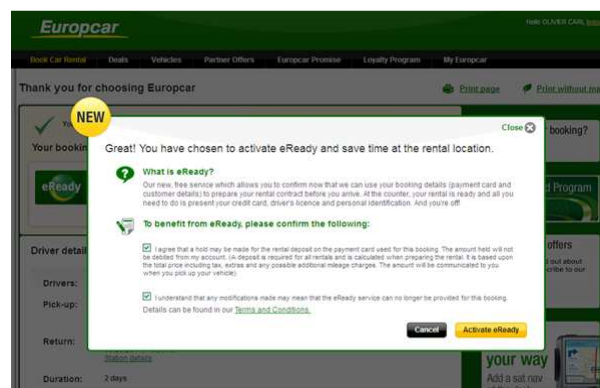 Europcar
Hello OLIVER CARL
Book Car Rental Deals Vehicles Partner Offers Europcar Promise Loyalty Program My Europcar
Thank you for choosing Europcar
Print page Print without
NEW
Close
booking?
Your bookin
Great! You have chosen to activate eReady and save time at the rental location.
eReady
What is eReady?
Our new, free service which allows you to confirm now that we can use your booking details (payment card and
customer details) to prepare your rental contract before you arrive. At the counter, your rental is ready and all you
need to do is present your credit card, driver's licence and personal identification. And you're off!
d Program
To benefit from eReady, please confirm the following:
Driver detail
offers
I agree that a hold may be made for the rental deposit on the payment card used for this booking. The amount held will not
be debited from my account. (A deposit is required for all rentals and is calculated when preparing the rental. It is based upon
the total price including tax, extras and any possible additional mileage charges. The amount will be communicated to you
when you pick up your vehicle).
Drivers:
Pick-up:
I understand that any modifications made may mean that the eReady service can no longer be provided for this booking.
Details can be found in our Terms and Conditions.
Cancel Activate eReady
Return:
Station details
your way
Duration: 2 days
Add a sat nav